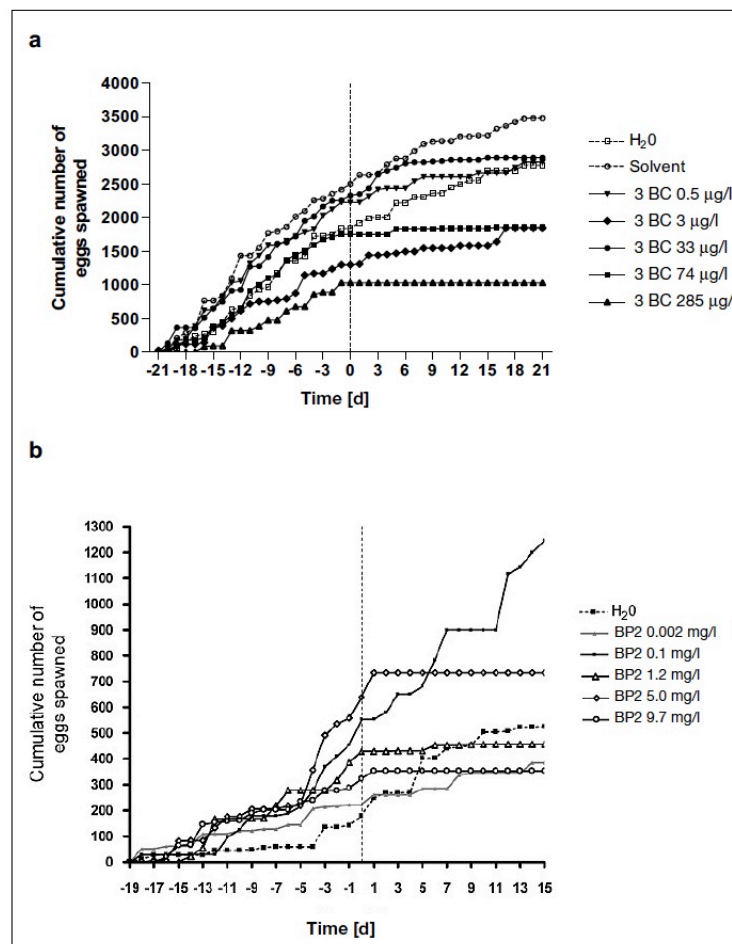 a
Cumulative number of
eggs spawned
4000
3500
3000
2500
2000
1500
1000
500
0
-21 -18 -15 -12 -9 -6 -3 0 3 6 9 12 15 18 21
Time [d]
H₂0
Solvent
3 BC 0.5 µg/l
3 BC 3 µg/l
3 BC 33 µg/l
3 BC 74 µg/l
3 BC 285 µg/
b
Cumulative number of
eggs spawned
1300
1200
1100
1000
900
800
700
600
500
400
300
200
100
0
-19 -17 -15 -13 -11 -9 -7 -5 -3 -1 1 3 5 7 9 11 13 15
Time [d]
H₂0
BP2 0.002 mg/l
BP2 0.1 mg/l
BP2 1.2 mg/l
BP2 5.0 mg/l
BP2 9.7 mg/l